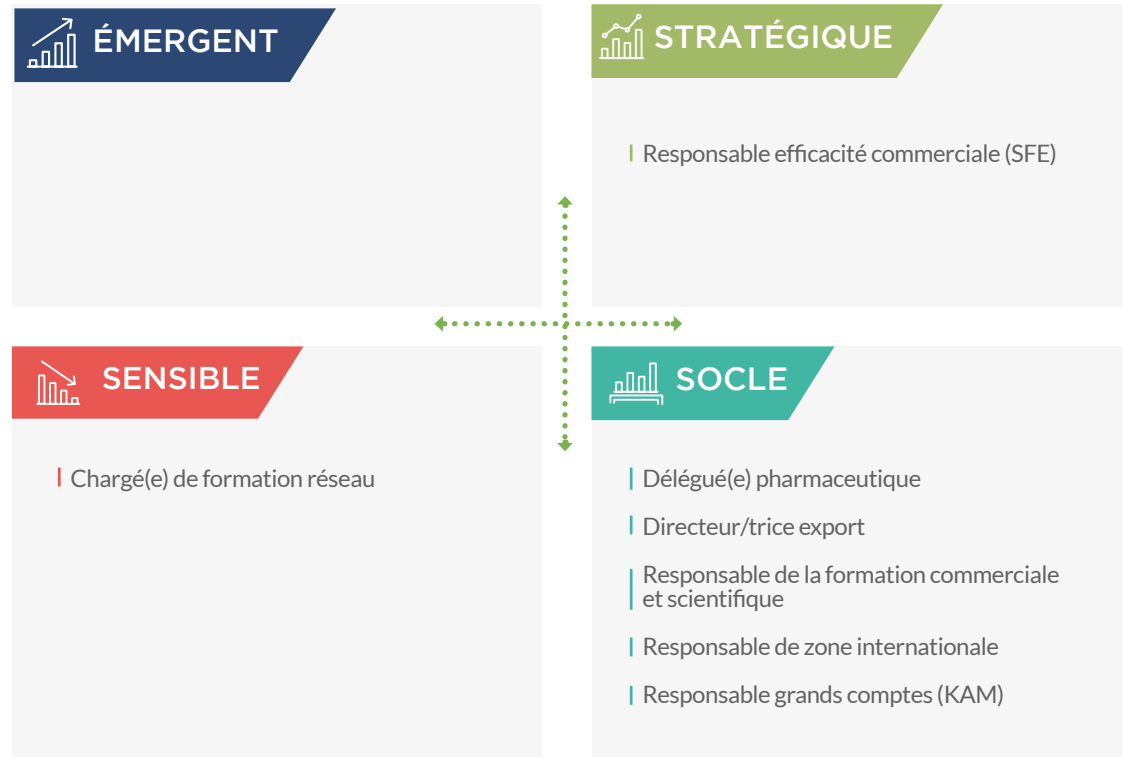 ÉMERGENT
STRATÉGIQUE
Responsable efficacité commerciale (SFE)
SENSIBLE
Chargé(e) de formation réseau
SOCLE
Délégué(e) pharmaceutique
Directeur/trice export
Responsable de la formation commerciale
et scientifique
Responsable de zone internationale
Responsable grands comptes (KAM)